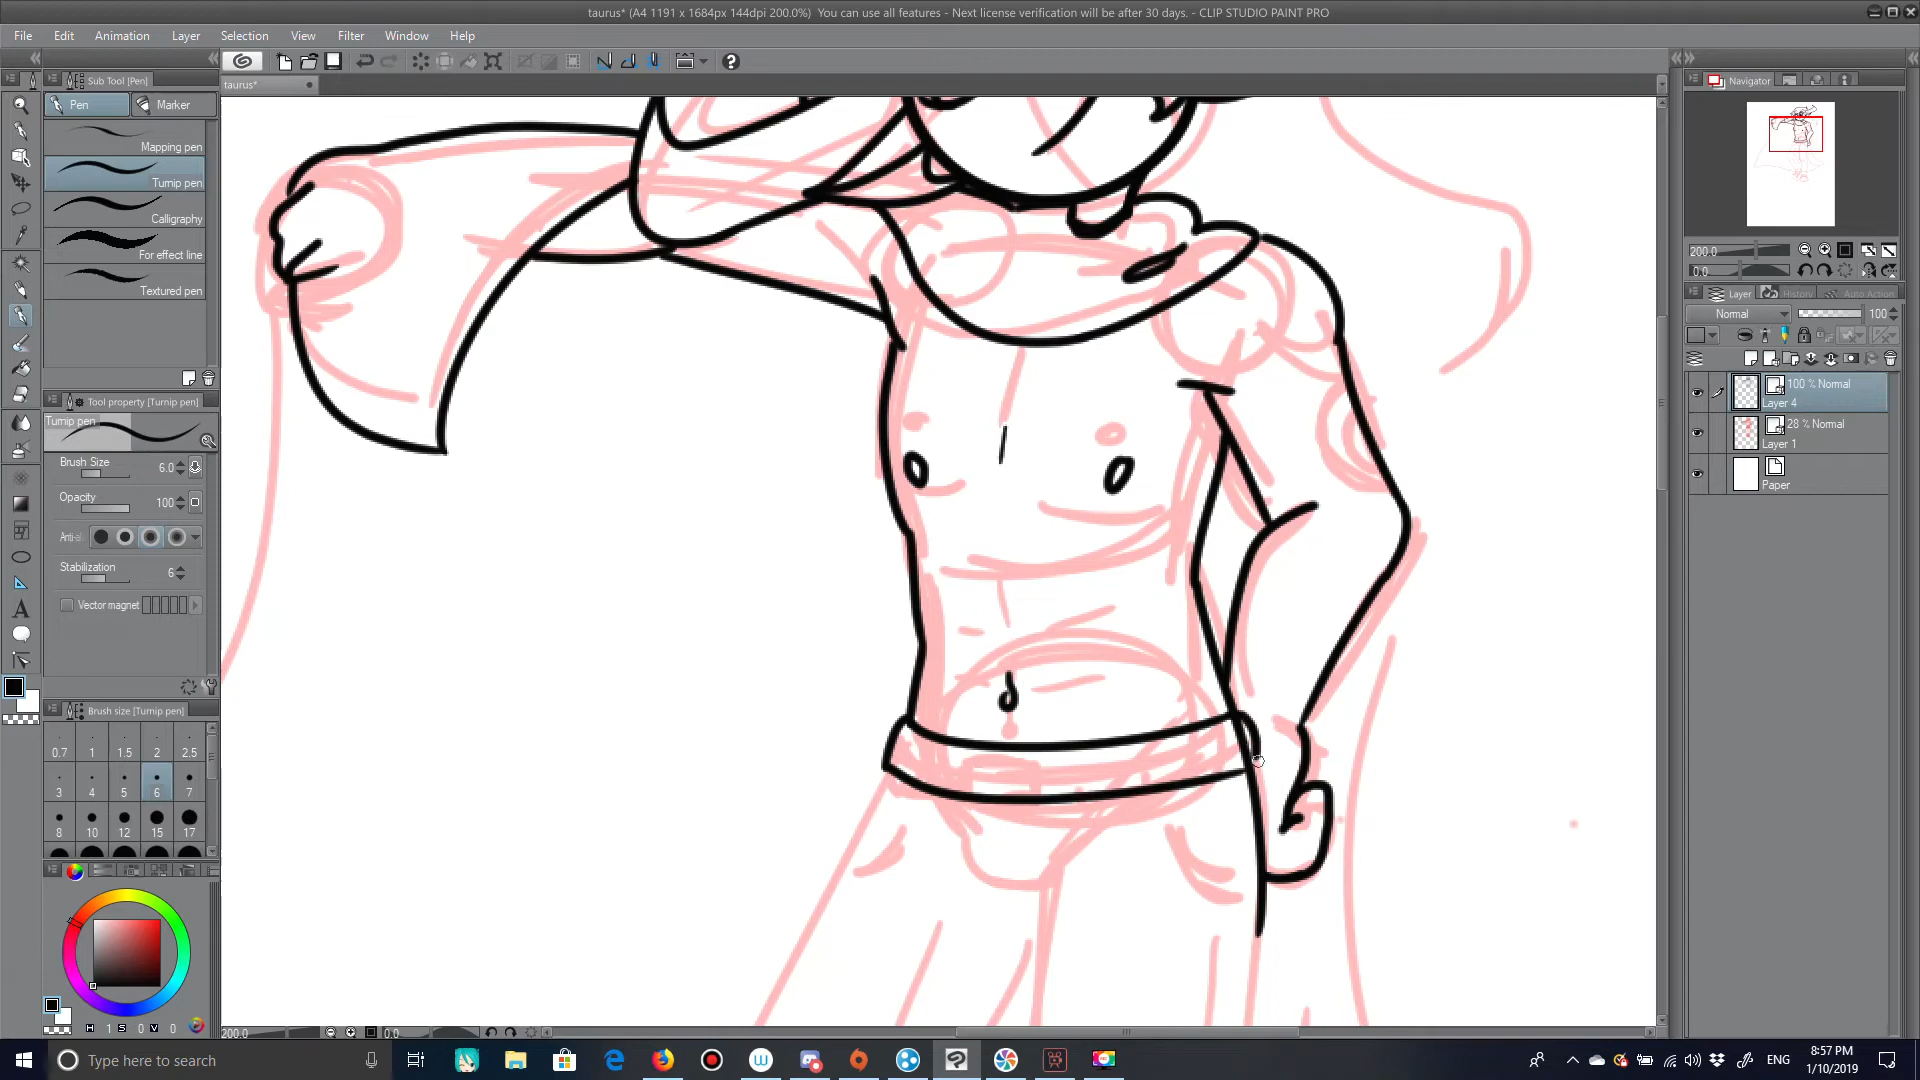 taurus* (A4 1191 x 1684px 144dpi 200.0%)  You can use all features - Next license verification will be after 30 days. - CLIP STUDIO PAINT PRO
File Edit Animation Layer Selection View Filter Window Help
Sub Tool [Pen]
taurus*
Navigator
Pen Marker
Mapping pen
Turnip pen
Calligraphy
For effect line
Textured pen
Tool property [Turnip pen]
Turnip pen
Brush Size 6.0
Opacity 100
Anti-al
Stabilization 6
Vector magnet
Brush size [Turnip pen]
0.7 1 1.5 2 2.5
3 4 5 6 7
8 10 12 15 17
H 1 S 0 V 0
200.0 0.0
200.0
0.0
Layer History Auto Action
Normal 100
100 % Normal
Layer 4
28 % Normal
Layer 1
Paper
Type here to search
ENG
8:57 PM
1/10/2019